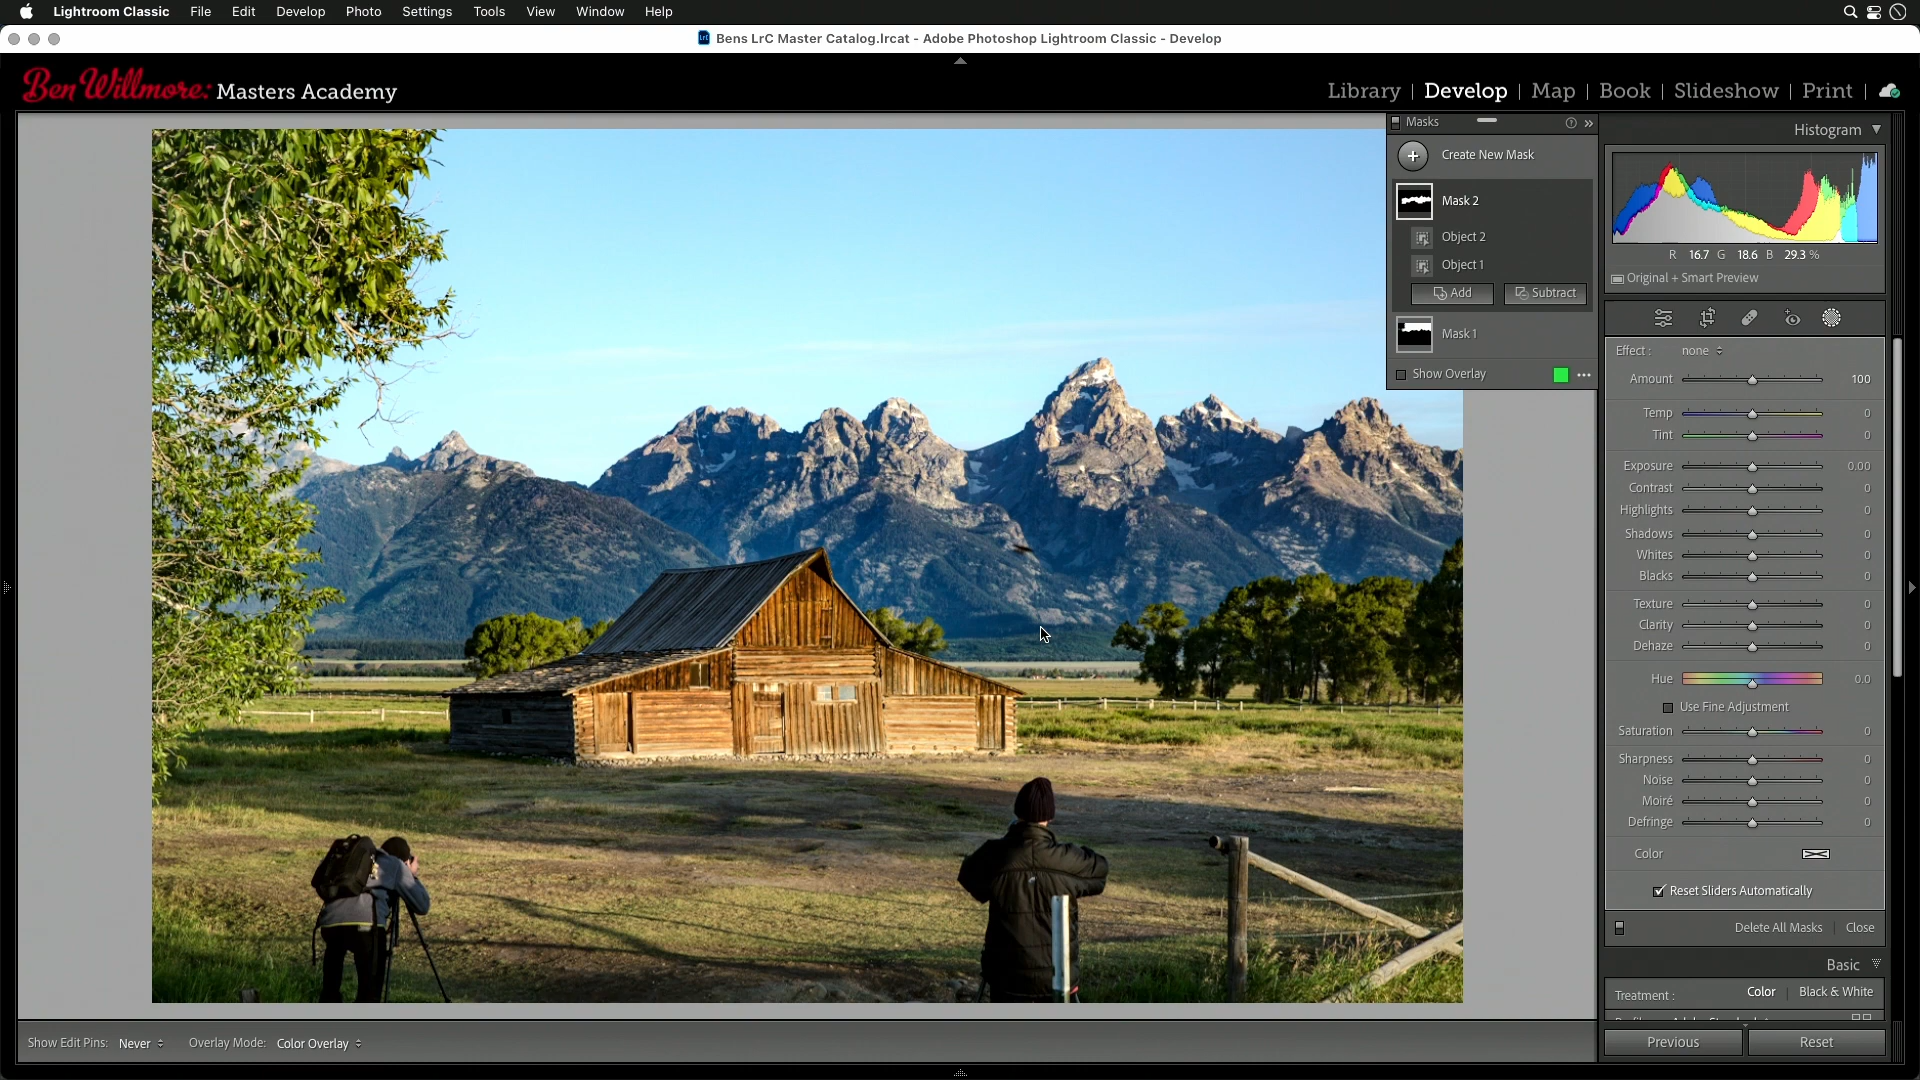 Lightroom Classic File Edit Develop Photo Settings Tools View Window Help
Bens LrC Master Catalog.lrcat - Adobe Photoshop Lightroom Classic - Develop
Ben Willmore: Masters Academy
Library | Develop | Map | Book | Slideshow | Print |
Masks
Create New Mask
Mask 2
Object 2
Object 1
Add Subtract
Mask 1
Show Overlay
Histogram
R 16.7 G 18.6 B 29.3 %
Original + Smart Preview
Effect : none
Amount 100
Temp 0
Tint 0
Exposure 0.00
Contrast 0
Highlights 0
Shadows 0
Whites 0
Blacks 0
Texture 0
Clarity 0
Dehaze 0
Hue 0.0
Use Fine Adjustment
Saturation 0
Sharpness 0
Noise 0
Moiré 0
Defringe 0
Color
Reset Sliders Automatically
Delete All Masks | Close
Basic
Treatment : Color | Black & White
Previous Reset
Show Edit Pins: Never Overlay Mode: Color Overlay